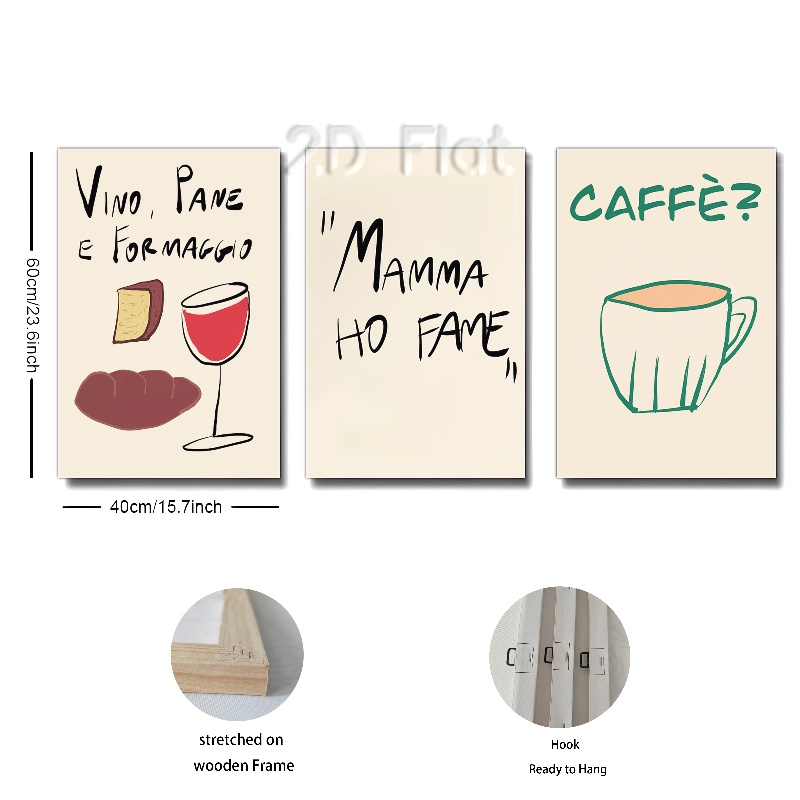 2D Flat
VINO, PANE
E FORMAGGIO
"MAMMA
HO FAME"
CAFFÈ?
60cm/23.6inch
40cm/15.7inch
stretched on
wooden Frame
Hook
Ready to Hang